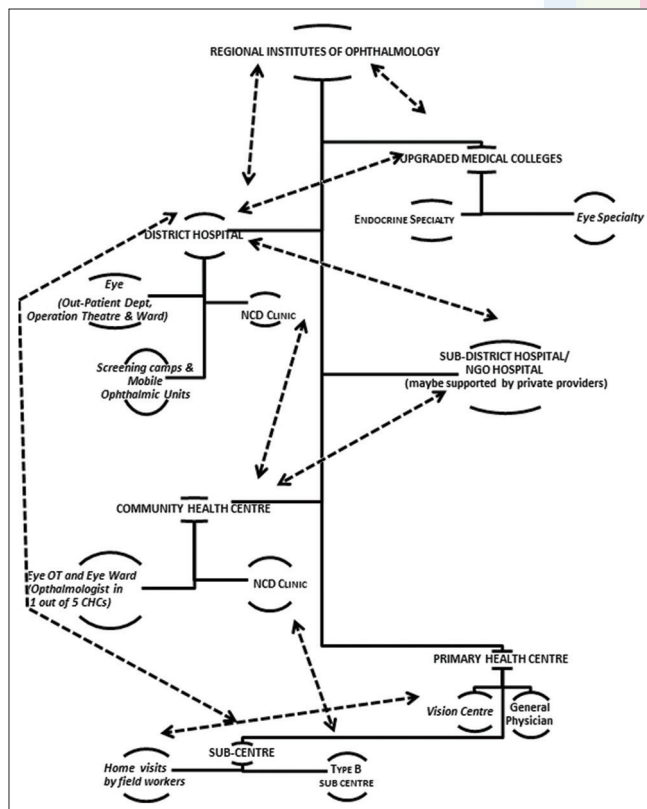 REGIONAL INSTITUTES OF OPHTHALMOLOGY
UPGRADED MEDICAL COLLEGES
ENDOCRINE SPECIALTY
Eye Specialty
DISTRICT HOSPITAL
Eye
(Out-Patient Dept,
Operation Theatre & Ward)
NCD CLINIC
Screening camps &
Mobile
Ophthalmic Units
SUB-DISTRICT HOSPITAL/
NGO HOSPITAL
(maybe supported by private providers)
COMMUNITY HEALTH CENTRE
Eye OT and Eye Ward
(Opthalmologist in
1 out of 5 CHCs)
NCD CLINIC
PRIMARY HEALTH CENTRE
Vision Centre
General
Physician
SUB-CENTRE
Home visits
by field workers
TYPE B
SUB CENTRE